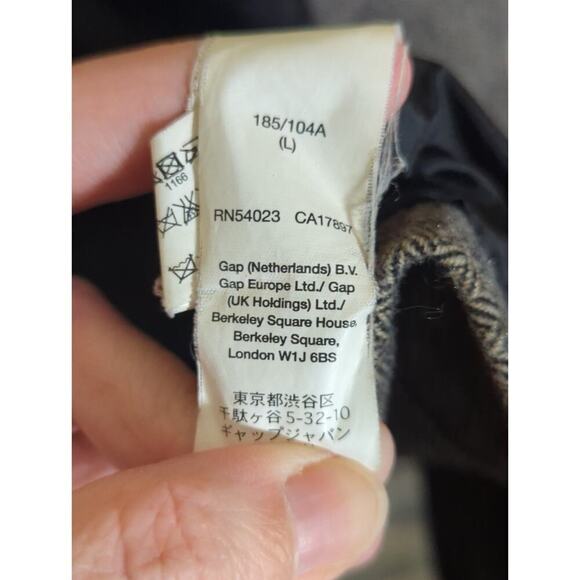 185/104A
(L)
1166
RN54023 CA17897
Gap (Netherlands) B.V.
Gap Europe Ltd./ Gap
(UK Holdings) Ltd./
Berkeley Square House
Berkeley Square,
London W1J 6BS
東京都渋谷区
千駄ヶ谷5-32-10
ギャップジャパン